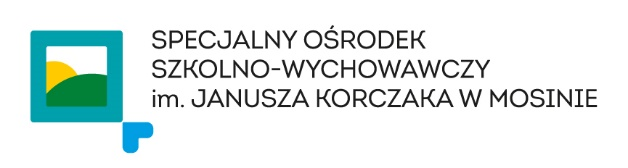 SPECJALNY OŚRODEK
SZKOLNO-WYCHOWAWCZY
im. JANUSZA KORCZAKA W MOSINIE